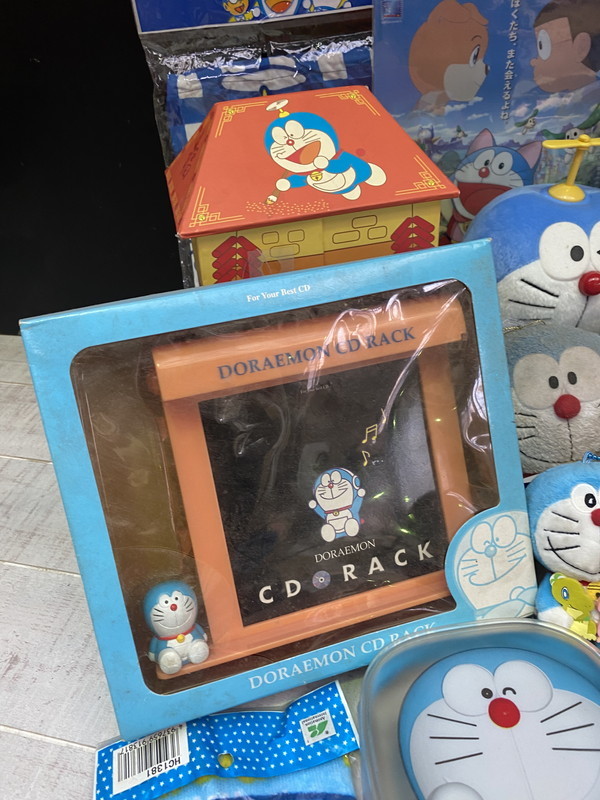 ぼくたち、また会えるよね
For Your Best CD
DORAEMON CD RACK
DORAEMON
CD RACK
DORAEMON CD RACK
HC1381